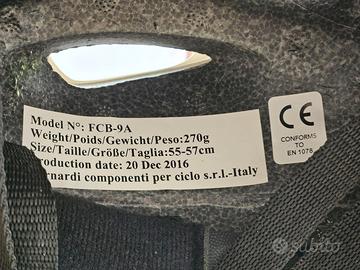 Model N°: FCB-9A
Weight/Poids/Gewicht/Peso:270g
Size/Taille/Größe/Taglia:55-57cm
roduction date: 20 Dec 2016
rnardi componenti per ciclo s.r.l.-Italy
CE
CONFORMS
TO
EN 1078
subito